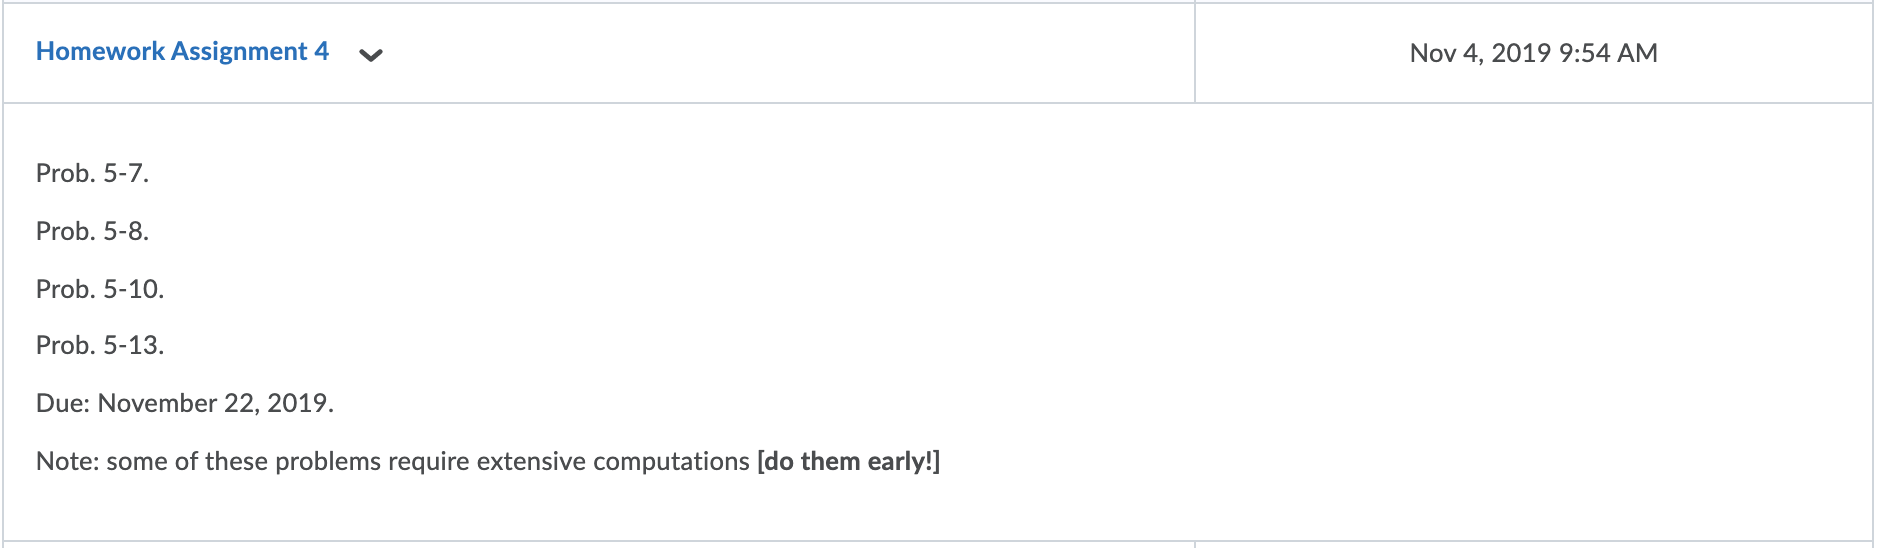 Homework Assignment 4
Nov 4, 2019 9:54 AM
Prob. 5-7.
Prob. 5-8.
Prob. 5-10.
Prob. 5-13.
Due: November 22, 2019.
Note: some of these problems require extensive computations [do them early!]